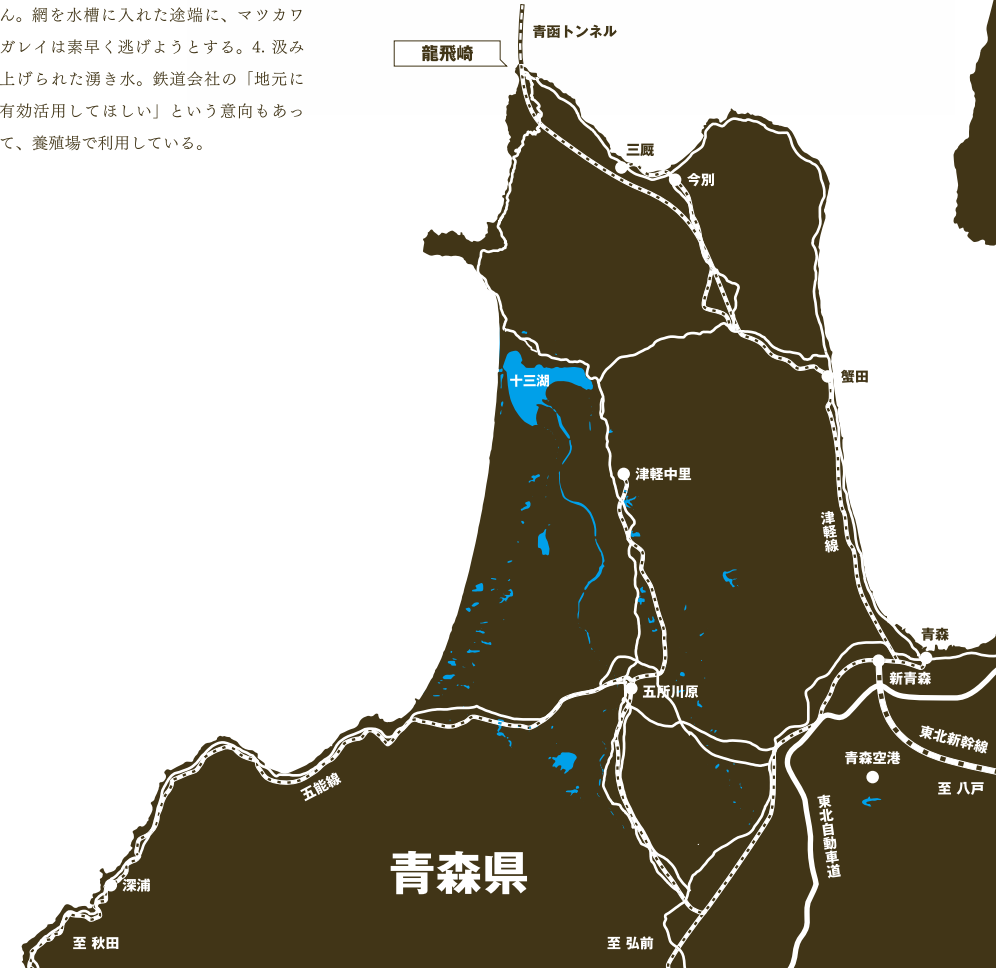 ん。網を水槽に入れた途端に、マツカワ
ガレイは素早く逃げようとする。4. 汲み
上げられた湧き水。鉄道会社の「地元に
有効活用してほしい」という意向もあっ
て、養殖場で利用している。
青函トンネル
龍飛崎
三厩
今別
十三湖
蟹田
津軽中里
津軽線
青森
新青森
五所川原
東北新幹線
青森空港
至 八戸
五能線
東北自動車道
青森県
深浦
至 秋田
至 弘前